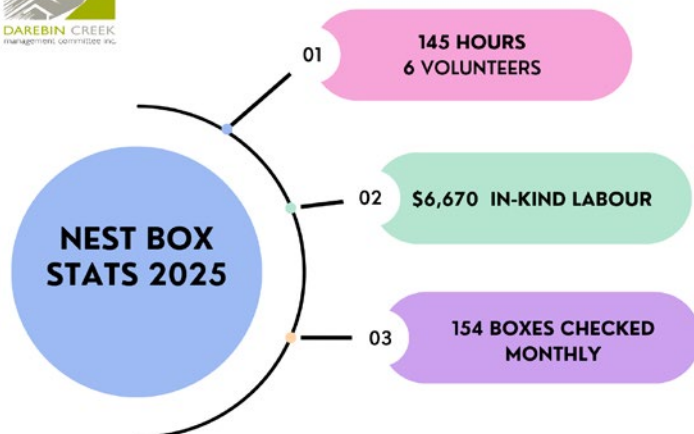 DAREBIN CREEK
management committee inc.
NEST BOX
STATS 2025
01
145 HOURS
6 VOLUNTEERS
02
$6,670 IN-KIND LABOUR
03
154 BOXES CHECKED
MONTHLY